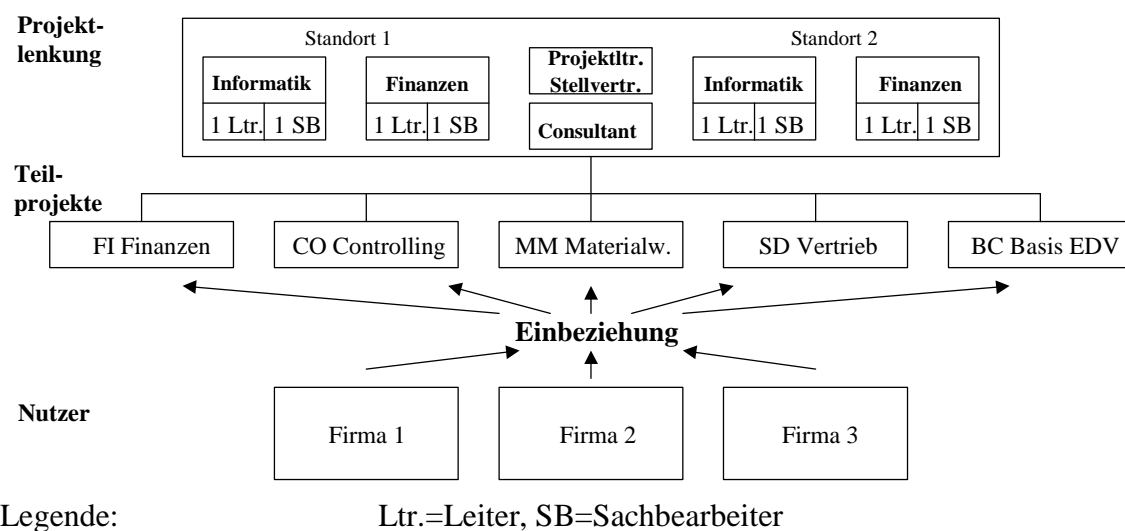 Projekt-
lenkung
Standort 1
Standort 2
Informatik
1 Ltr. 1 SB
Finanzen
1 Ltr. 1 SB
Projektltr.
Stellvertr.
Consultant
Informatik
1 Ltr. 1 SB
Finanzen
1 Ltr. 1 SB
Teil-
projekte
FI Finanzen
CO Controlling
MM Materialw.
SD Vertrieb
BC Basis EDV
Einbeziehung
Nutzer
Firma 1
Firma 2
Firma 3
Legende: Ltr.=Leiter, SB=Sachbearbeiter